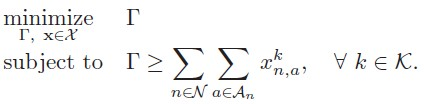 minimize Γ
Γ, x∈𝒳
subject to Γ ≥ ∑_{n∈𝒩} ∑_{a∈𝒜_n} x^k_{n,a}, ∀ k ∈ 𝒦.